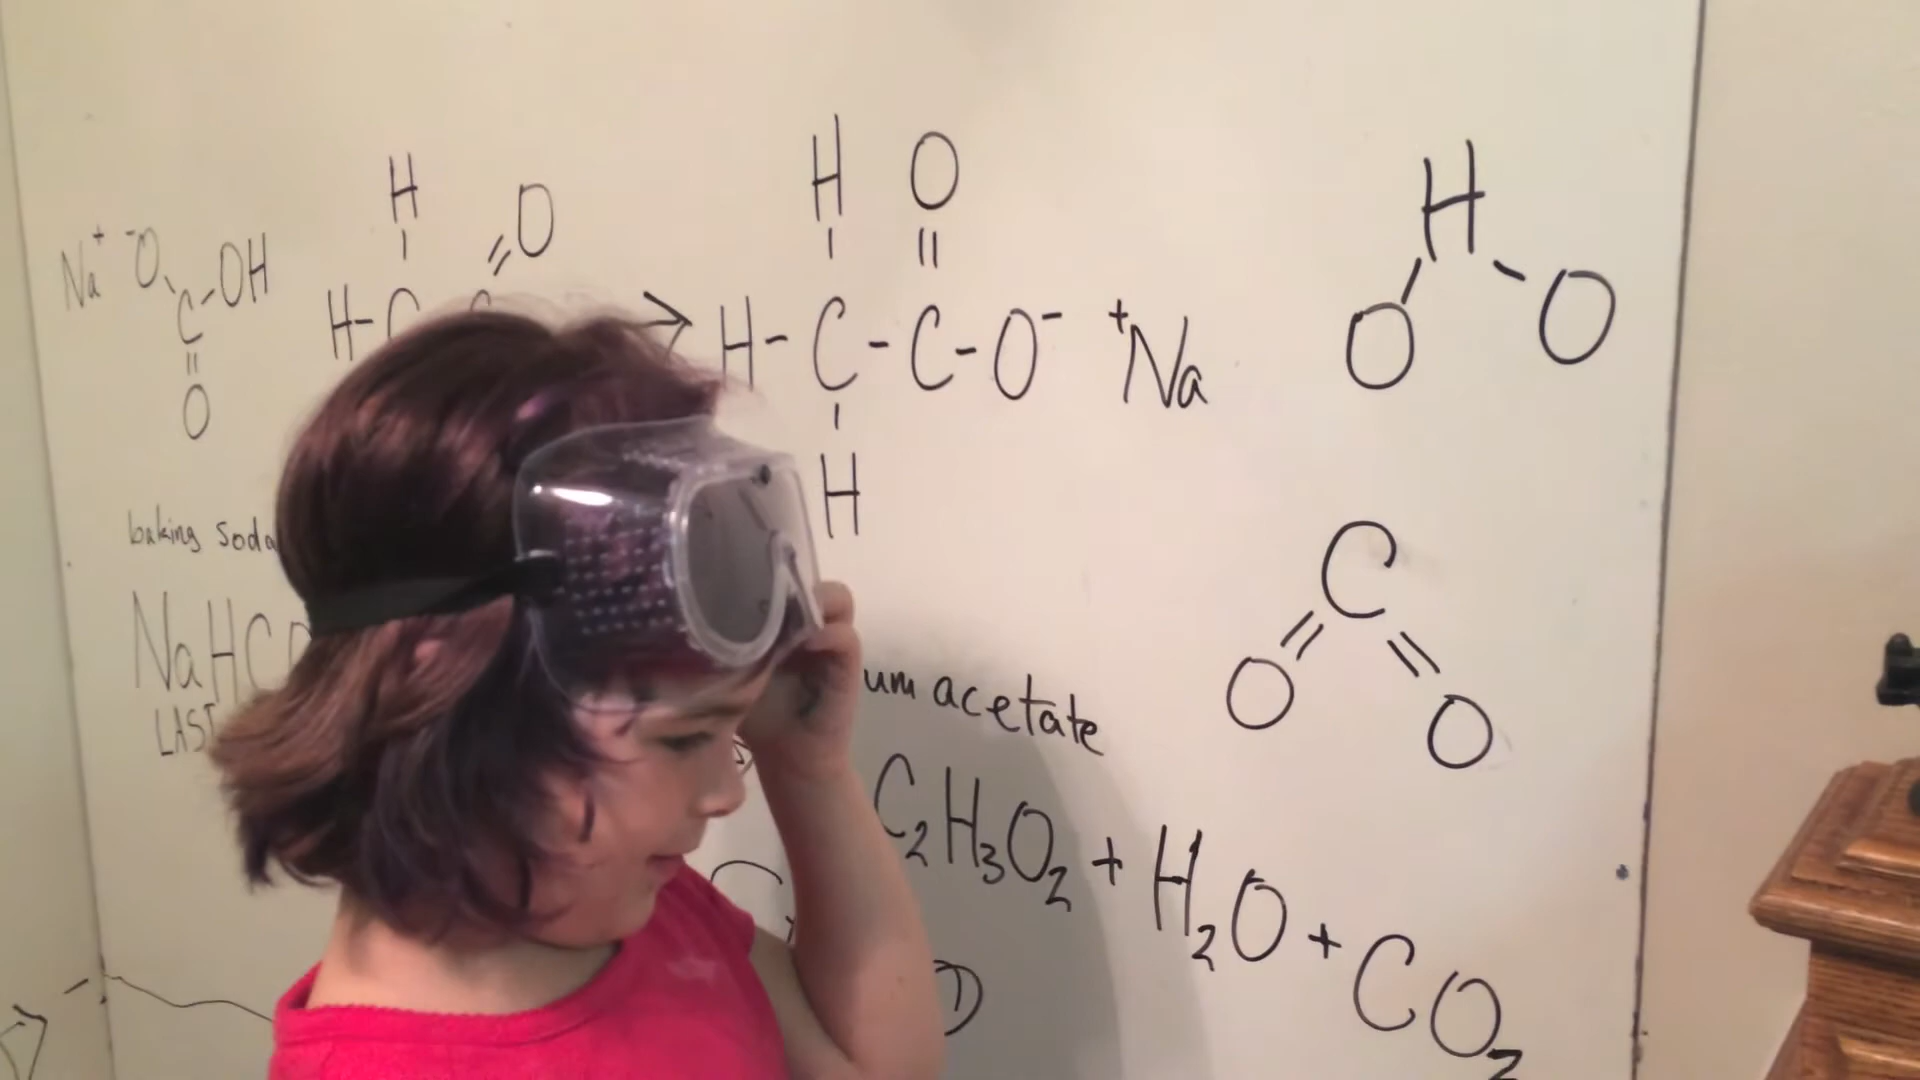 H
H O H
O
Na+ -O OH
C
O
H-C C
H-C-C-O- +Na
O O
O
H
baking soda
C
O O
NaHC
um acetate
LAST
C2H3O2 + H2O + CO2